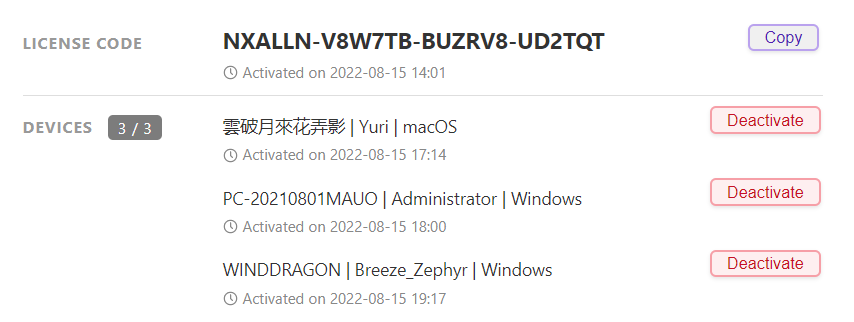 LICENSE CODE NXALLN-V8W7TB-BUZRV8-UD2TQT Copy
Activated on 2022-08-15 14:01
DEVICES 3 / 3 雲破月來花弄影 | Yuri | macOS Deactivate
Activated on 2022-08-15 17:14
PC-20210801MAUO | Administrator | Windows Deactivate
Activated on 2022-08-15 18:00
WINDDRAGON | Breeze_Zephyr | Windows Deactivate
Activated on 2022-08-15 19:17